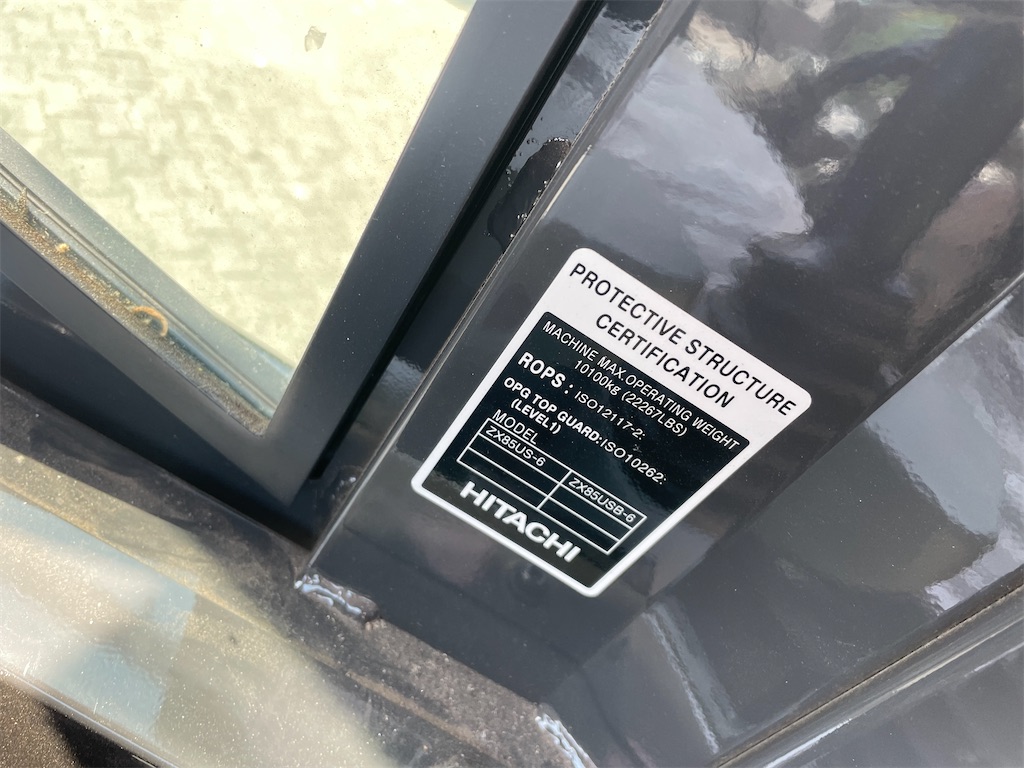 PROTECTIVE STRUCTURE
CERTIFICATION
MACHINE MAX.OPERATING WEIGHT
10100kg (22267LBS)
ROPS : ISO12117-2:
OPG TOP GUARD:ISO10262:
(LEVEL1)
MODEL
ZX85US-6 ZX85USB-6
HITACHI